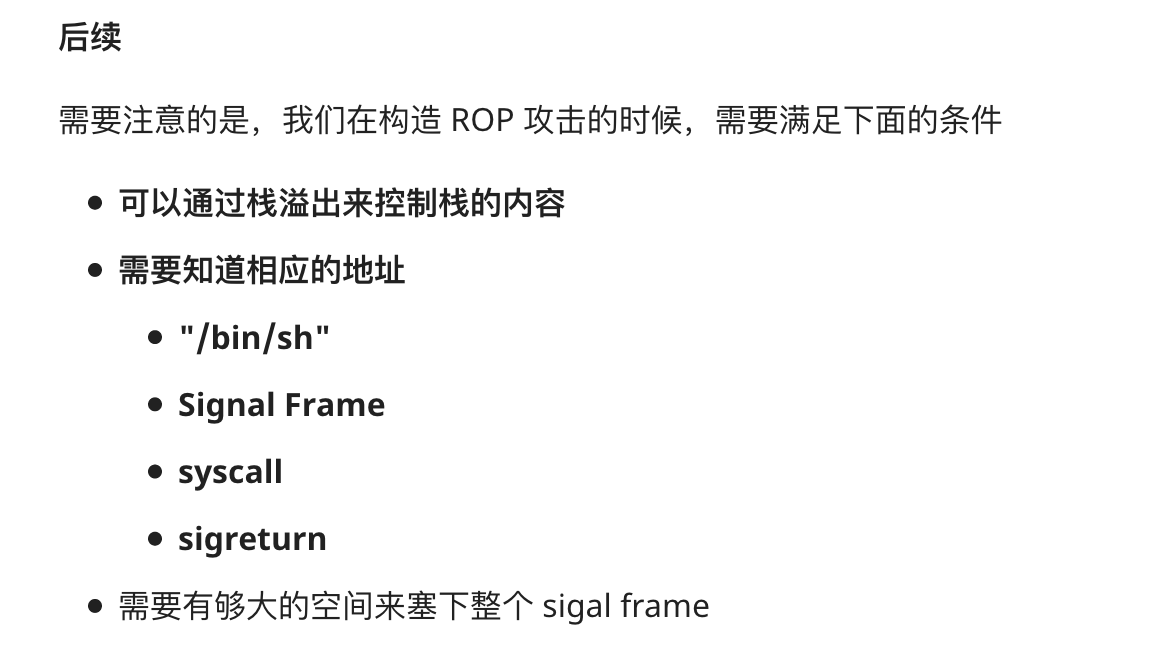 后续
需要注意的是，我们在构造 ROP 攻击的时候，需要满足下面的条件
可以通过栈溢出来控制栈的内容
需要知道相应的地址
"/bin/sh"
Signal Frame
syscall
sigreturn
需要有够大的空间来塞下整个 sigal frame